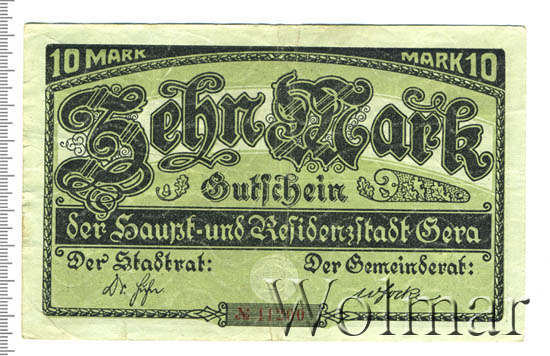 10 MARK MARK 10
Zehn Mark
Gutschein
der Haupt-und Residenzstadt Gera
Der Stadtrat: Der Gemeinderat:
Wolmar